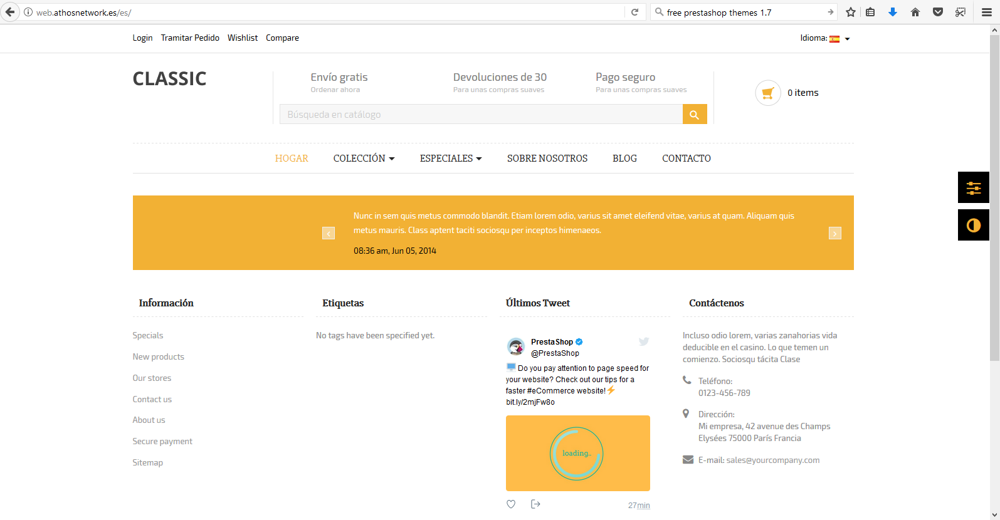 web.athosnetwork.es/es/
free prestashop themes 1.7
Login Tramitar Pedido Wishlist Compare
Idioma:
CLASSIC
Envío gratis
Ordenar ahora
Devoluciones de 30
Para unas compras suaves
Pago seguro
Para unas compras suaves
0 items
Búsqueda en catálogo
HOGAR COLECCIÓN ESPECIALES SOBRE NOSOTROS BLOG CONTACTO
Nunc in sem quis metus commodo blandit. Etiam lorem odio, varius sit amet eleifend vitae, varius at quam. Aliquam quis
metus mauris. Class aptent taciti sociosqu per inceptos himenaeos.
08:36 am, Jun 05, 2014
Información
Specials
New products
Our stores
Contact us
About us
Secure payment
Sitemap
Etiquetas
No tags have been specified yet.
Últimos Tweet
PrestaShop
@PrestaShop
Do you pay attention to page speed for
your website? Check out our tips for a
faster #eCommerce website!⚡
bit.ly/2mjFw8o
loading..
27min
Contáctenos
Incluso odio lorem, varias zanahorias vida
deducible en el casino. Lo que temen un
comienzo. Sociosqu tácita Clase
Teléfono:
0123-456-789
Dirección:
Mi empresa, 42 avenue des Champs
Elysées 75000 París Francia
E-mail: sales@yourcompany.com